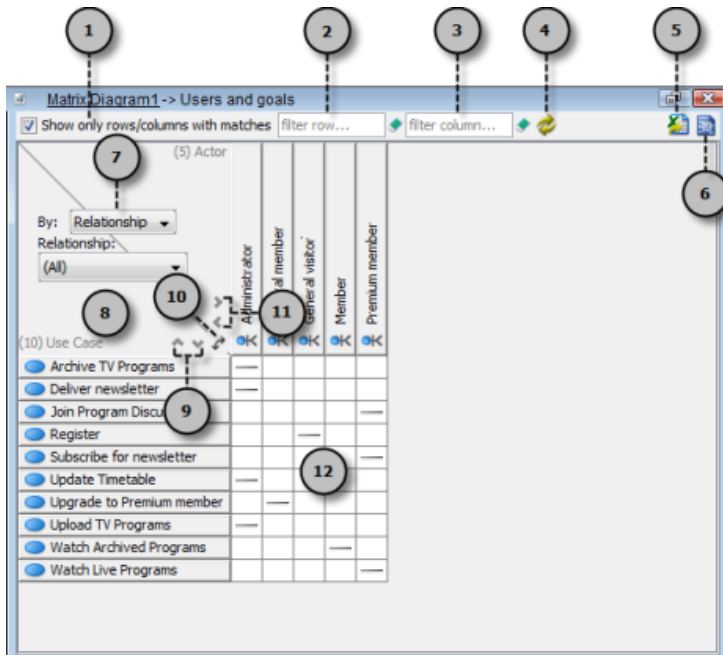 1
2
3
4
5
Matrix Diagram1 -> Users and goals
Show only rows/columns with matches filter row... filter column...
6
7
(5) Actor
By: Relationship
Relationship:
(All)
8
10
11
(10) Use Case
9
Administrator
member
General visitor
Member
Premium member
Archive TV Programs
Deliver newsletter
Join Program
Register
Subscribe for newsletter
12
Update Timetable
Upgrade to Premium member
Upload TV Programs
Watch Archived Programs
Watch Live Programs